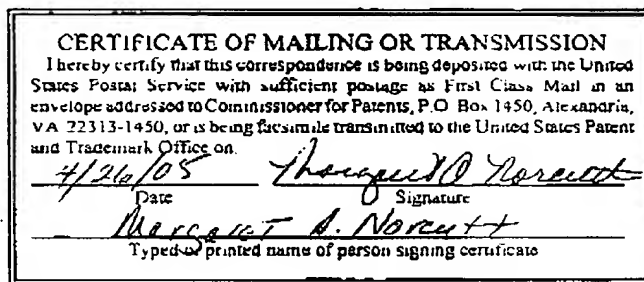 CERTIFICATE OF MAILING OR TRANSMISSION
I hereby certify that this correspondence is being deposited with the United
States Postal Service with sufficient postage as First Class Mail in an
envelope addressed to Commissioner for Patents, P.O Box 1450, Alexandria,
VA 22313-1450, or is being facsimile transmitted to the United States Patent
and Trademark Office on.
4/26/05 Margaret A. Norcutt
Date Signature
Margaret A. Norcutt
Typed or printed name of person signing certificate